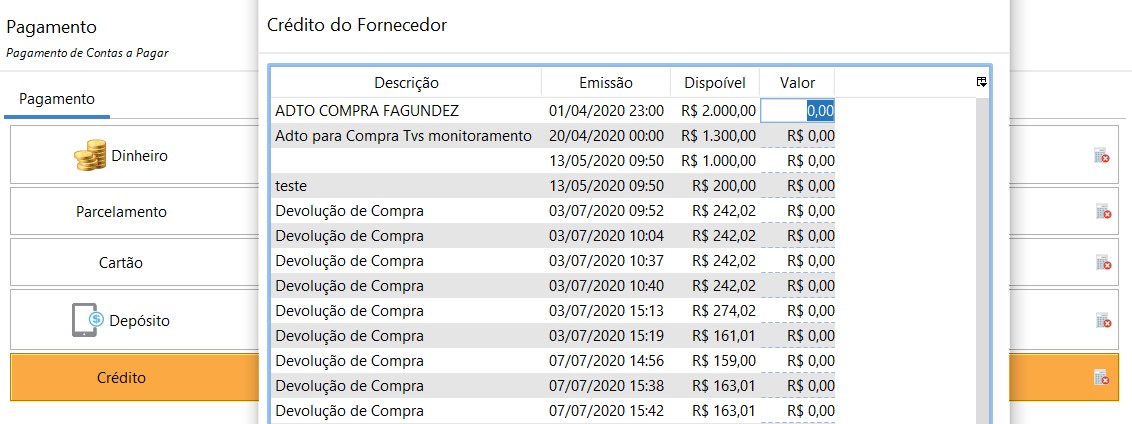 Pagamento
Pagamento de Contas a Pagar
Pagamento
Dinheiro
Parcelamento
Cartão
Depósito
Crédito
Crédito do Fornecedor
Descrição Emissão Dispoível Valor
ADTO COMPRA FAGUNDEZ 01/04/2020 23:00 R$ 2.000,00 0,00
Adto para Compra Tvs monitoramento 20/04/2020 00:00 R$ 1.300,00 R$ 0,00
13/05/2020 09:50 R$ 1.000,00 R$ 0,00
teste 13/05/2020 09:50 R$ 200,00 R$ 0,00
Devolução de Compra 03/07/2020 09:52 R$ 242,02 R$ 0,00
Devolução de Compra 03/07/2020 10:04 R$ 242,02 R$ 0,00
Devolução de Compra 03/07/2020 10:37 R$ 242,02 R$ 0,00
Devolução de Compra 03/07/2020 10:40 R$ 242,02 R$ 0,00
Devolução de Compra 03/07/2020 15:13 R$ 274,02 R$ 0,00
Devolução de Compra 03/07/2020 15:19 R$ 161,01 R$ 0,00
Devolução de Compra 07/07/2020 14:56 R$ 159,00 R$ 0,00
Devolução de Compra 07/07/2020 15:38 R$ 163,01 R$ 0,00
Devolução de Compra 07/07/2020 15:42 R$ 163,01 R$ 0,00